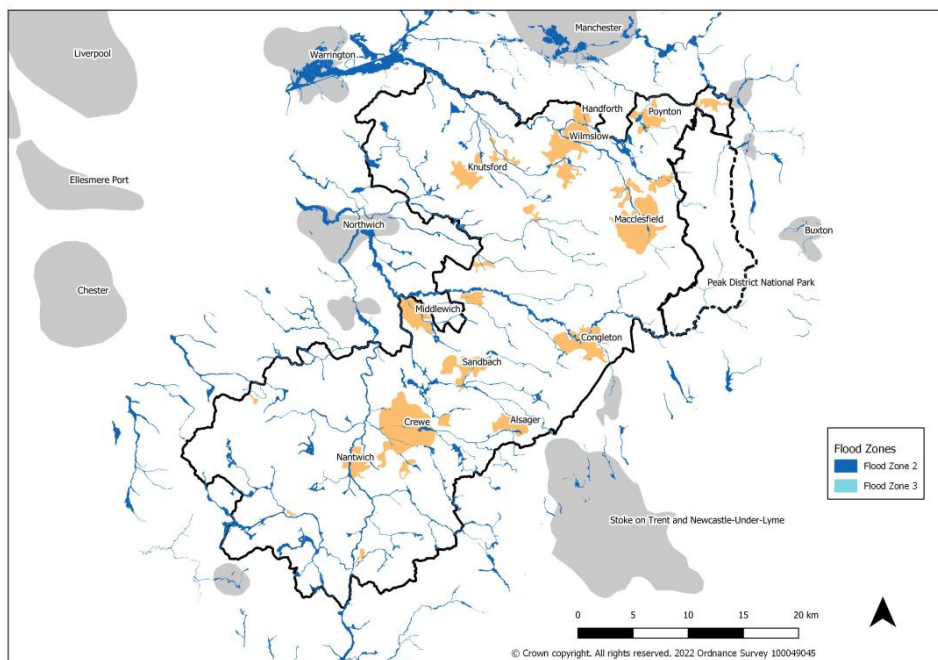 Manchester
Liverpool
Warrington
Handforth
Poynton
Wilmslow
Knutsford
Ellesmere Port
Macclesfield
Northwich
Buxton
Peak District National Park
Chester
Middlewich
Congleton
Sandbach
Crewe
Alsager
Nantwich
Flood Zones
Flood Zone 2
Flood Zone 3
Stoke on Trent and Newcastle-Under-Lyme
0 5 10 15 20 km
© Crown copyright. All rights reserved. 2022 Ordnance Survey 100049045